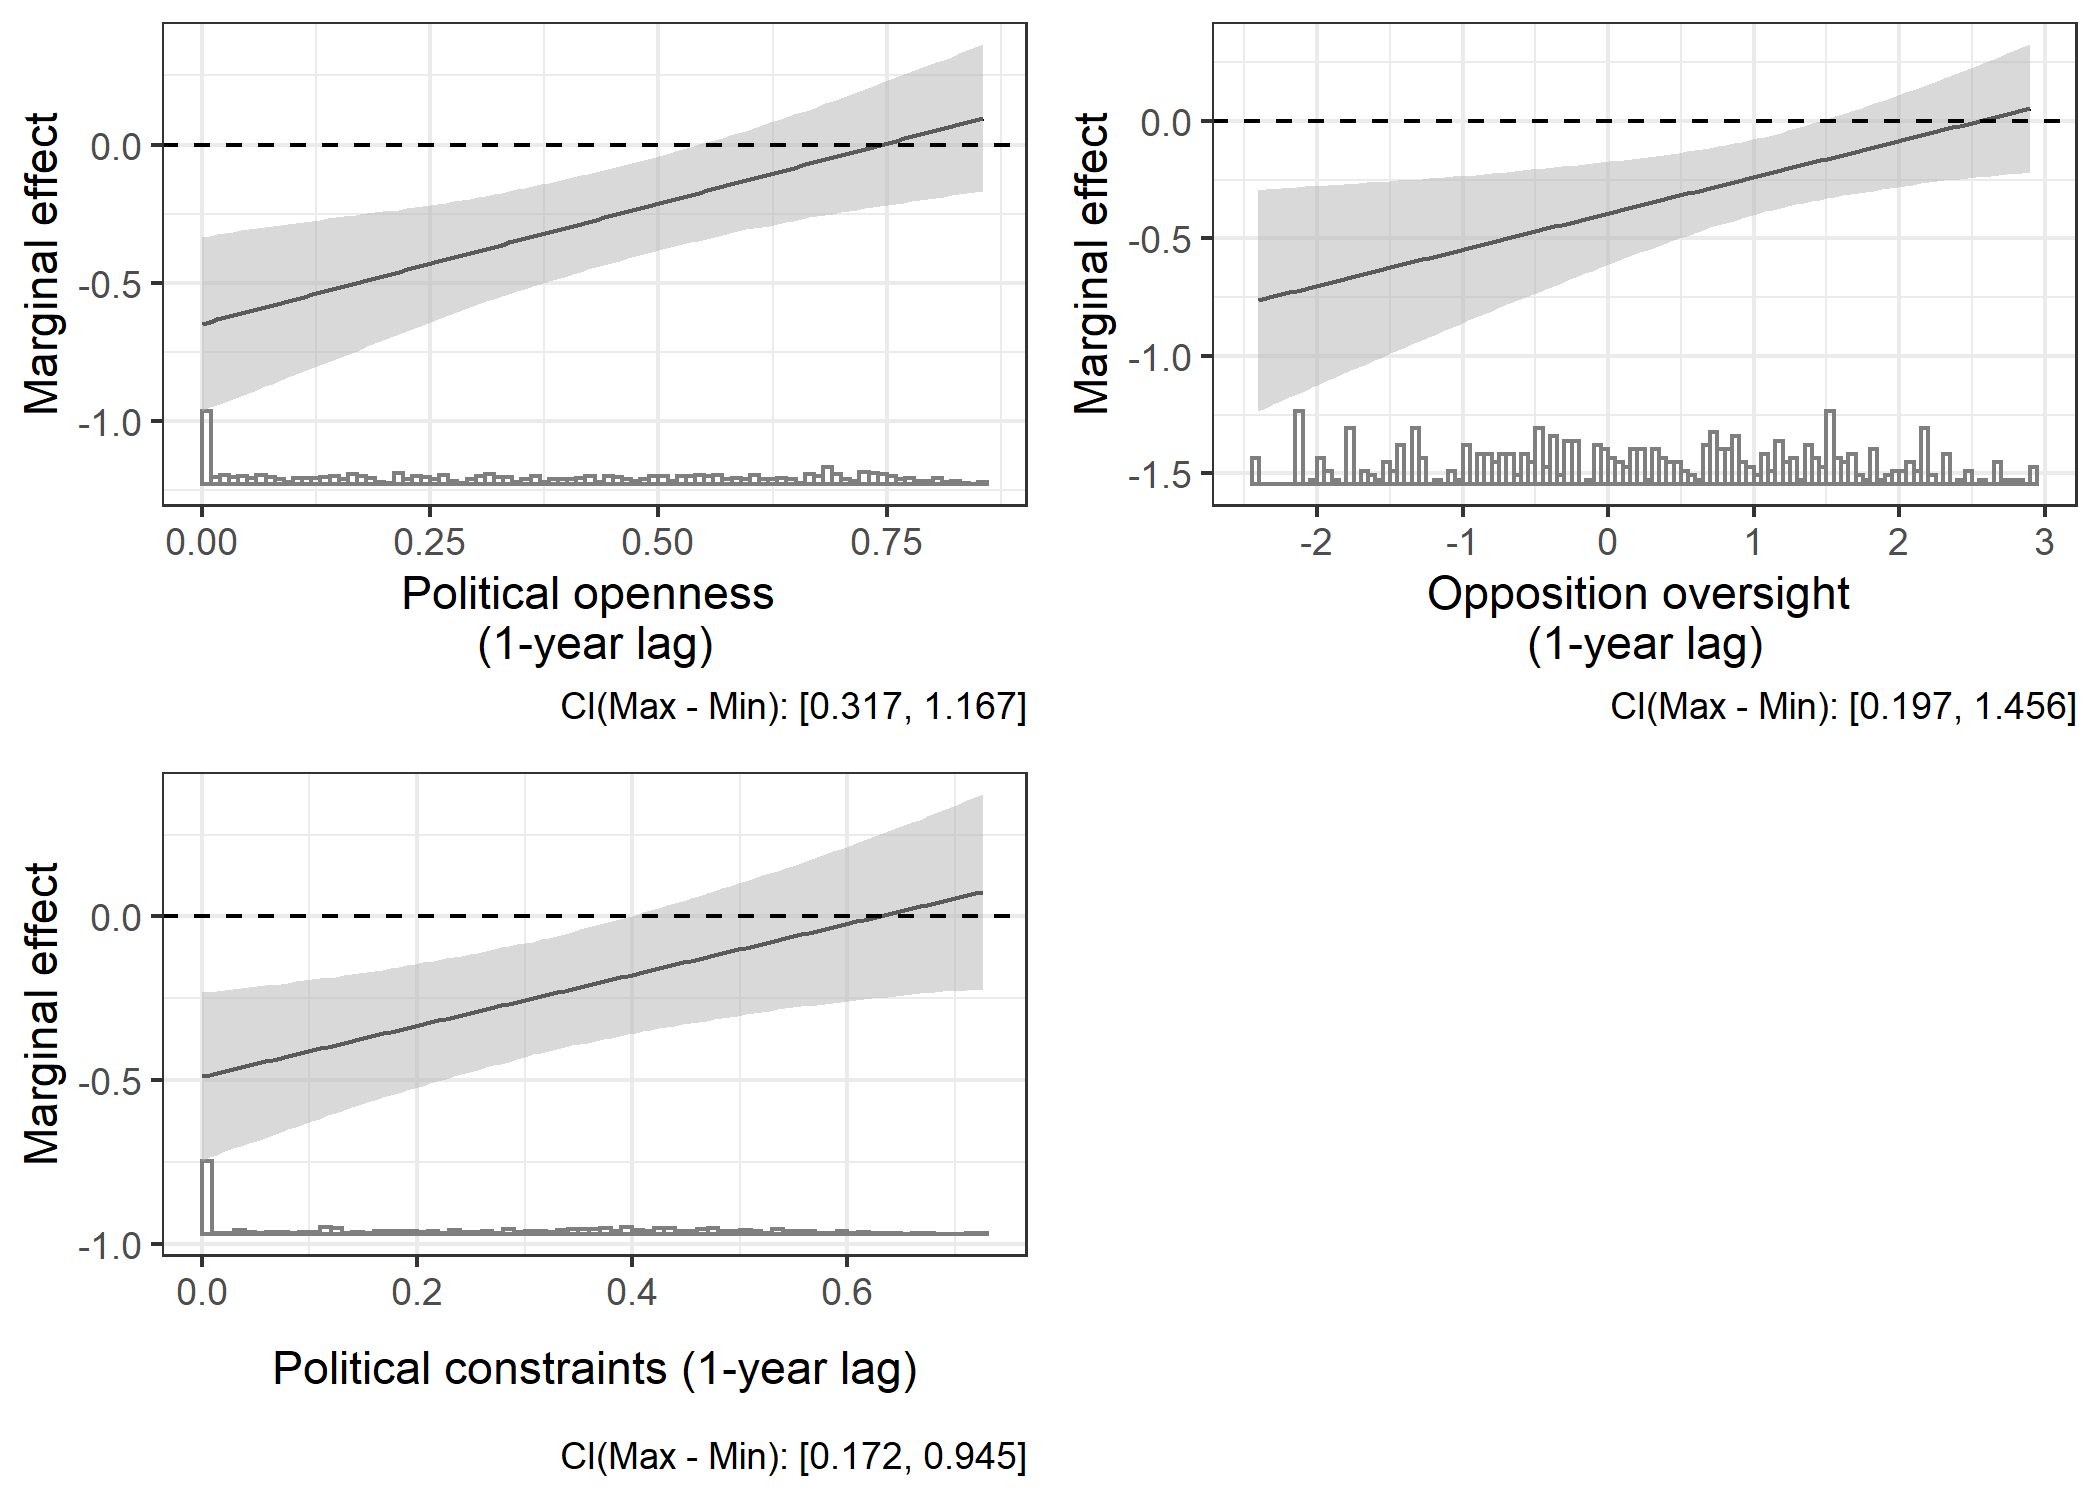 Marginal effect
0.0
-0.5
-1.0
0.00 0.25 0.50 0.75
Political openness
(1-year lag)
CI(Max - Min): [0.317, 1.167]
Marginal effect
0.0
-0.5
-1.0
-1.5
-2 -1 0 1 2 3
Opposition oversight
(1-year lag)
CI(Max - Min): [0.197, 1.456]
Marginal effect
0.0
-0.5
-1.0
0.0 0.2 0.4 0.6
Political constraints (1-year lag)
CI(Max - Min): [0.172, 0.945]